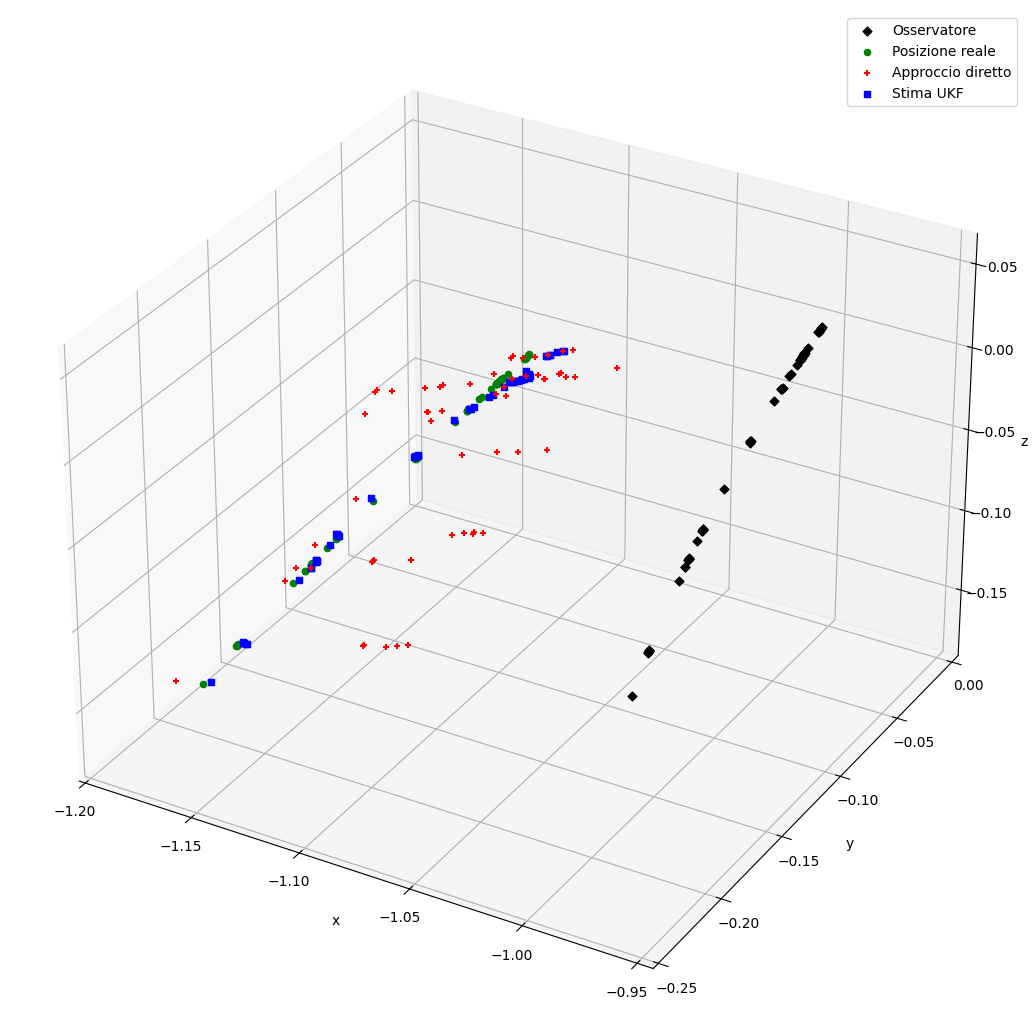 Osservatore
Posizione reale
Approccio diretto
Stima UKF
0.05
0.00
−0.05
z
−0.10
−0.15
0.00
−0.05
−0.10
y
−0.15
−0.20
−0.25
−1.20
−1.15
−1.10
x
−1.05
−1.00
−0.95